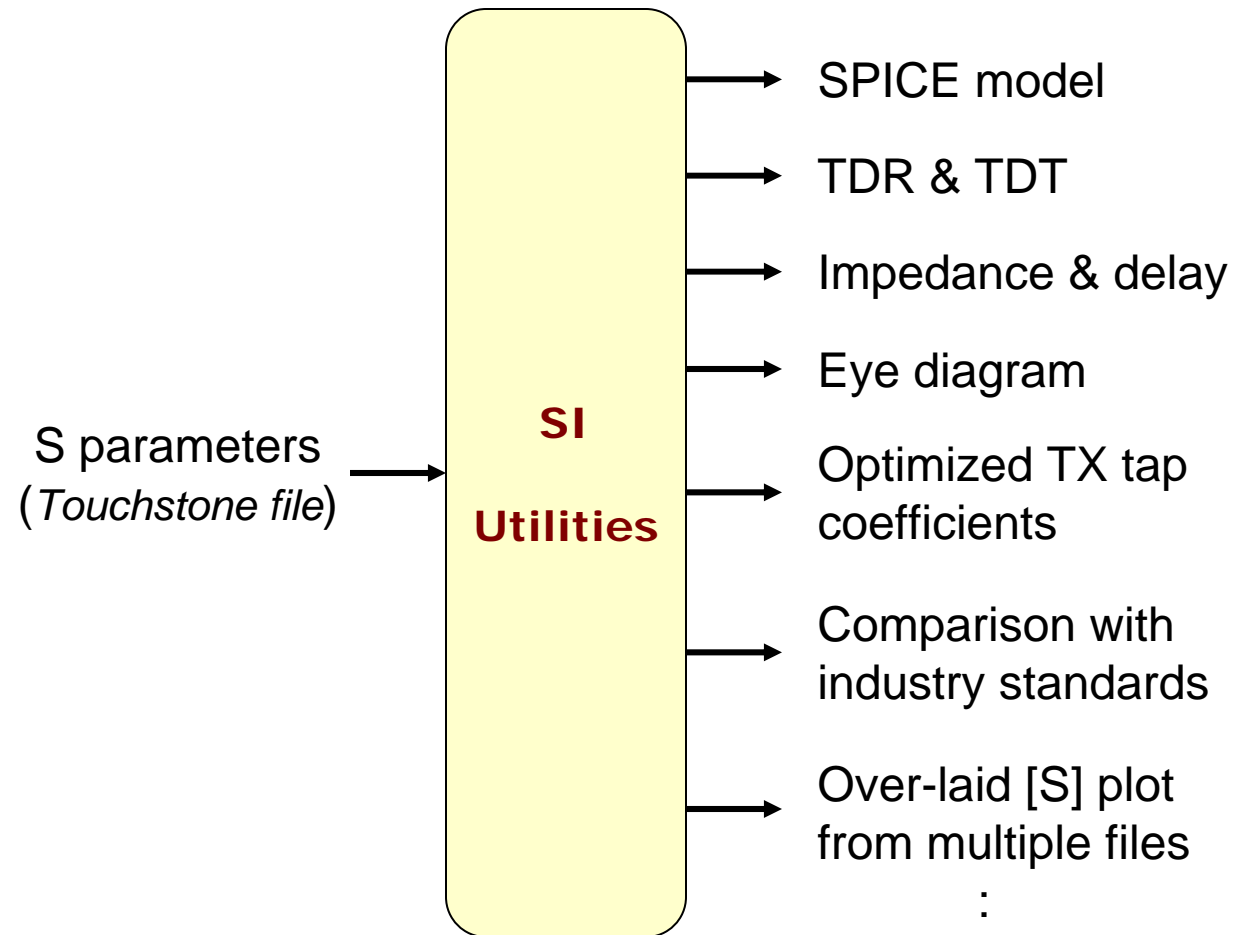 S parameters
(Touchstone file)
SI
Utilities
SPICE model
TDR & TDT
Impedance & delay
Eye diagram
Optimized TX tap
coefficients
Comparison with
industry standards
Over-laid [S] plot
from multiple files
: